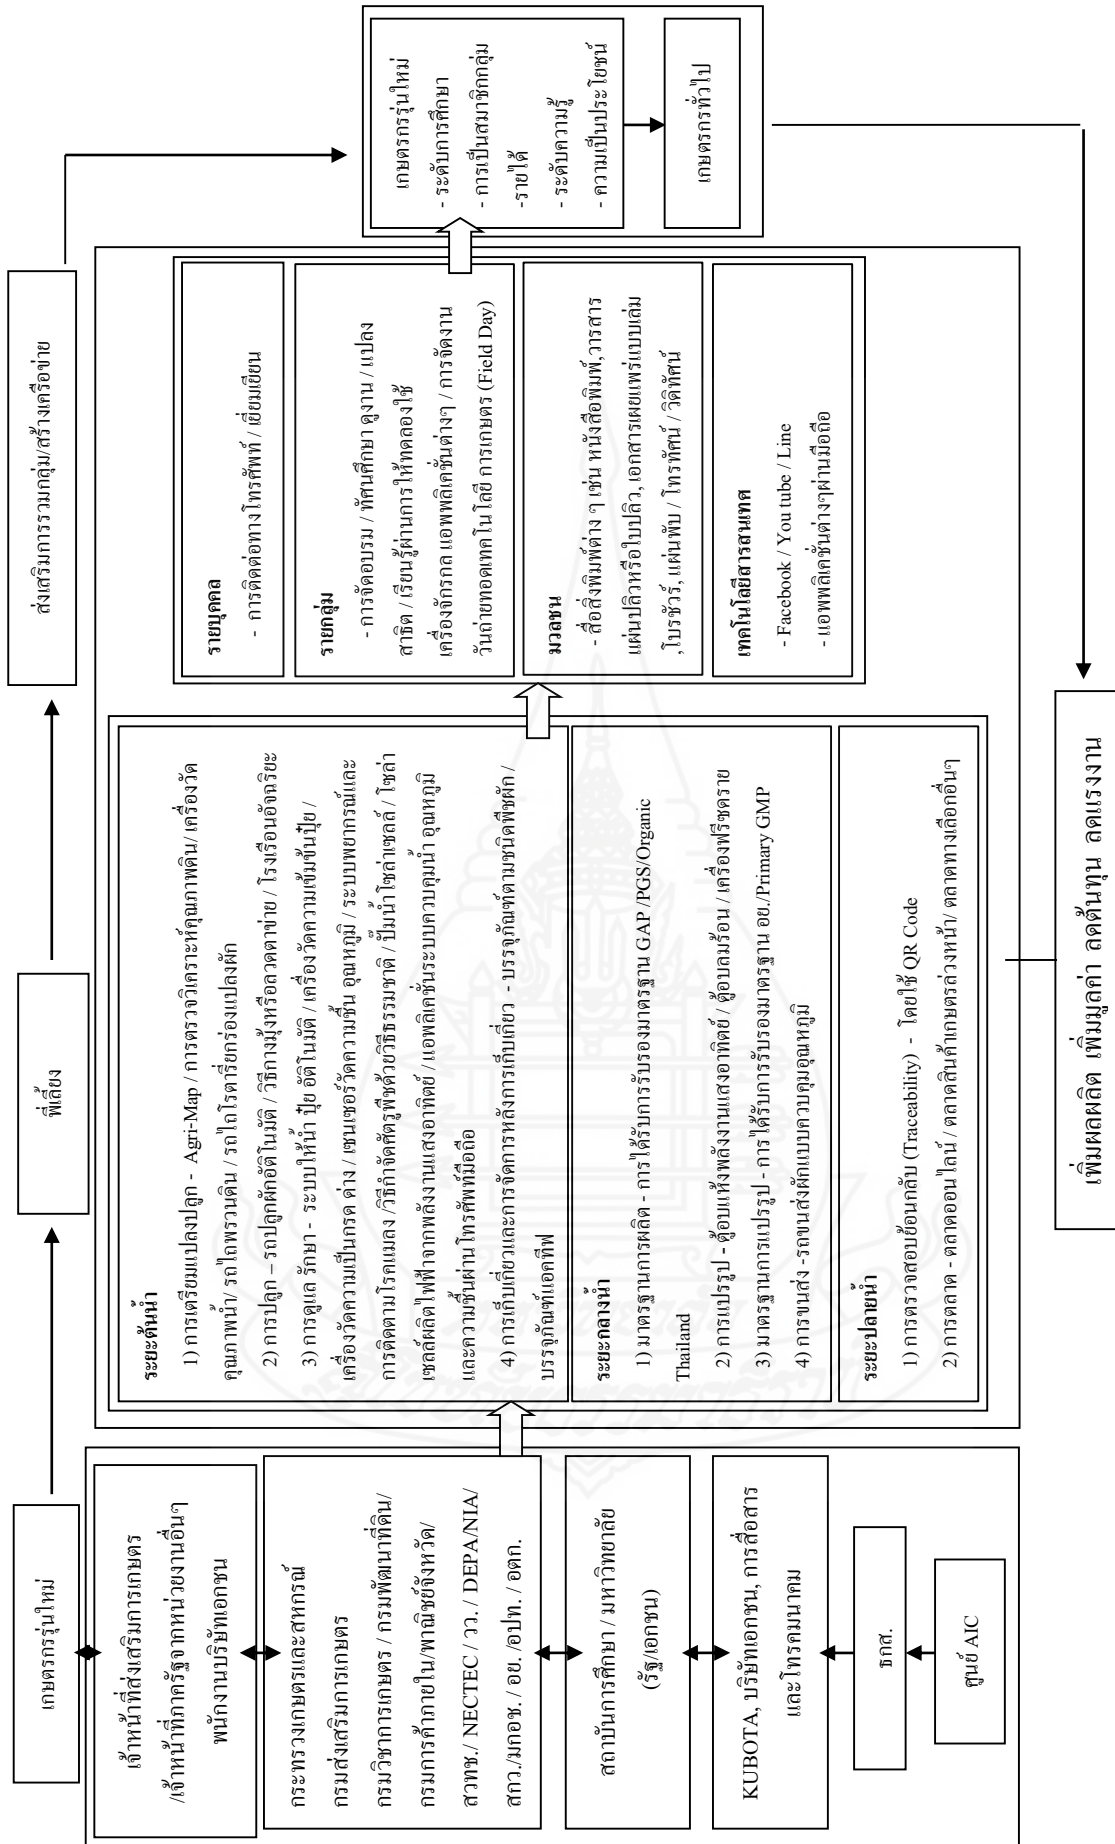 เกษตรกรรุ่นใหม่
พี่เลี้ยง
ส่งเสริมการรวมกลุ่ม/สร้างเครือข่าย
เจ้าหน้าที่ส่งเสริมการเกษตร
/เจ้าหน้าที่ภาครัฐจากหน่วยงานอื่นๆ
พนักงานบริษัทเอกชน
กระทรวงเกษตรและสหกรณ์
กรมส่งเสริมการเกษตร
กรมวิชาการเกษตร / กรมพัฒนาที่ดิน/
กรมการค้าภายใน/พาณิชย์จังหวัด/
สวทช./ NECTEC / วว. / DEPA/NIA/
สกว./มกอช./ อย. /อปท. / อตก.
สถาบันการศึกษา / มหาวิทยาลัย
(รัฐ/เอกชน)
KUBOTA, บริษัทเอกชน, การสื่อสาร
และโทรคมนาคม
ธกส.
ศูนย์ AIC
ระยะต้นน้ำ
1) การเตรียมแปลงปลูก - Agri-Map / การตรวจวิเคราะห์คุณภาพดิน/ เครื่องวัด
คุณภาพน้ำ/ รถไถพรวนดิน / รถไถโรตารี่ยกร่องแปลงผัก
2) การปลูก – รถปลูกผักอัตโนมัติ / วิธีกางมุ้งหรือลวดตาข่าย / โรงเรือนอัจฉริยะ
3) การดูแล รักษา - ระบบให้น้ำ ปุ๋ย อัติโนมัติ / เครื่องวัดความเข้มข้นปุ๋ย /
เครื่องวัดความเป็นกรด ด่าง / เซนเซอร์วัดความชื้น อุณหภูมิ / ระบบพยากรณ์และ
การติดตามโรคแมลง /วิธีกำจัดศัตรูพืชด้วยวิธีธรรมชาติ / ปั๊มน้ำโซล่าเซลล์ / โซล่า
เซลล์ผลิตไฟฟ้าจากพลังงานแสงอาทิตย์ / แอพลิเคชั่นระบบควบคุมน้ำ อุณหภูมิ
และความชื้นผ่านโทรศัพท์มือถือ
4) การเก็บเกี่ยวและการจัดการหลังการเก็บเกี่ยว - บรรจุภัณฑ์ตามชนิดพืชผัก /
บรรจุภัณฑ์แอคทีฟ
ระยะกลางน้ำ
1) มาตรฐานการผลิต - การได้รับการรับรองมาตรฐาน GAP /PGS/Organic
Thailand
2) การแปรรูป - ตู้อบแห้งพลังงานแสงอาทิตย์ / ตู้อบลมร้อน / เครื่องฟรีซดราย
3) มาตรฐานการแปรรูป - การได้รับการรับรองมาตรฐาน อย./Primary GMP
4) การขนส่ง -รถขนส่งผักแบบควบคุมอุณหภูมิ
ระยะปลายน้ำ
1) การตรวจสอบย้อนกลับ (Traceability) - โดยใช้ QR Code
2) การตลาด - ตลาดออนไลน์ / ตลาดสินค้าเกษตรล่วงหน้า/ ตลาดทางเลือกอื่นๆ
รายบุคคล
- การติดต่อทางโทรศัพท์ / เยี่ยมเยียน
รายกลุ่ม
- การจัดอบรม / ทัศนศึกษา ดูงาน / แปลง
สาธิต / เรียนรู้ผ่านการให้ทดลองใช้
เครื่องจักรกล แอพพลิเคชั่นต่างๆ / การจัดงาน
วันถ่ายทอดเทคโนโลยี การเกษตร (Field Day)
มวลชน
- สื่อสิ่งพิมพ์ต่าง ๆ เช่น หนังสือพิมพ์,วารสาร
แผ่นปลิวหรือใบปลิว, เอกสารเผยแพร่แบบเล่ม
,โบรชัวร์, แผ่นพับ / โทรทัศน์ / วิดิทัศน์
เทคโนโลยีสารสนเทศ
- Facebook / You tube / Line
- แอพพลิเคชั่นต่างๆผ่านมือถือ
เกษตรกรรุ่นใหม่
- ระดับการศึกษา
- การเป็นสมาชิกกลุ่ม
-รายได้
- ระดับความรู้
- ความเป็นประโยชน์
เกษตรกรทั่วไป
เพิ่มผลผลิต เพิ่มมูลค่า ลดต้นทุน ลดแรงงาน